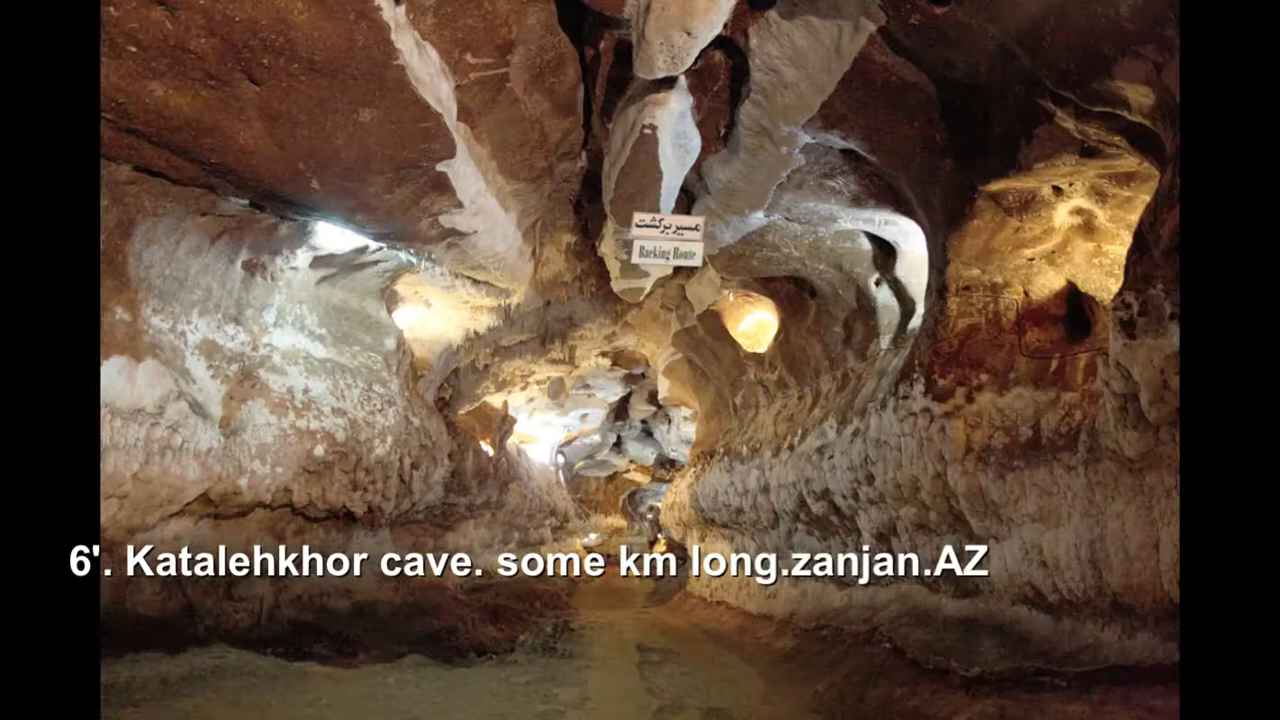 مسیر برگشت
Backing Route
6'. Katalehkhor cave. some km long.zanjan.AZ